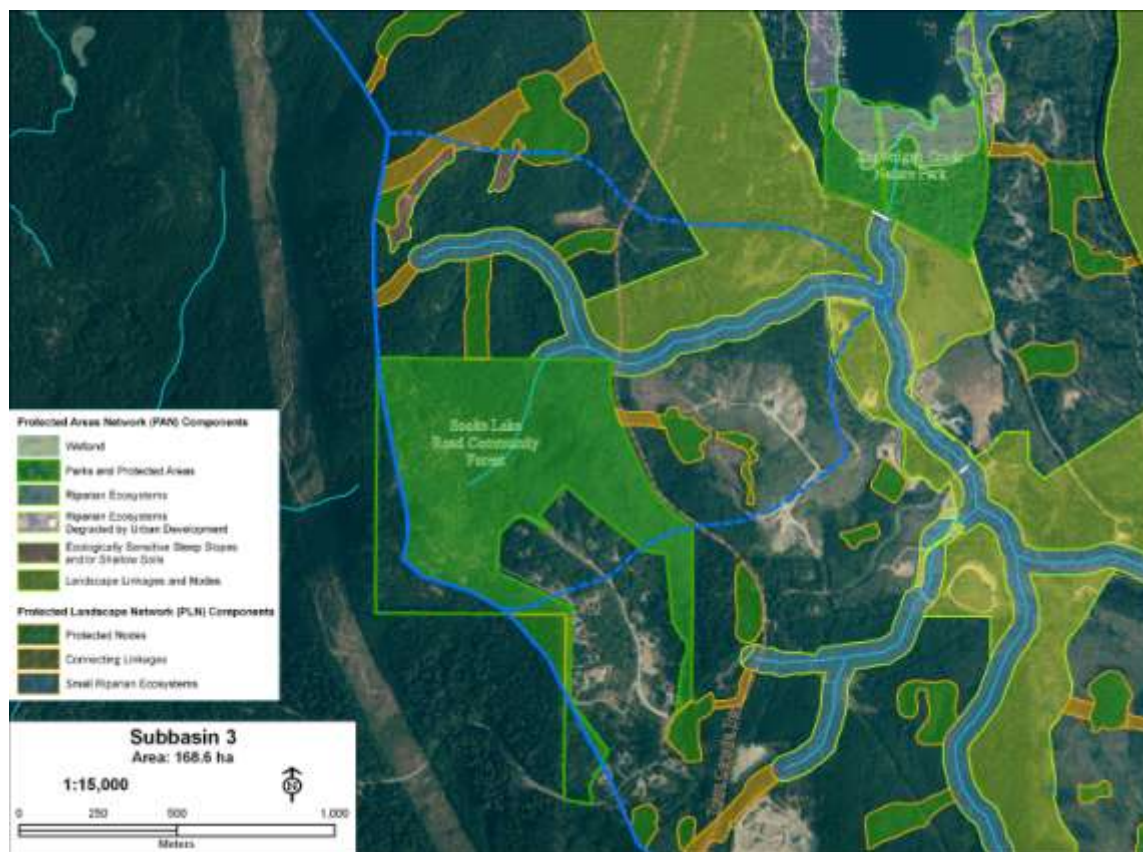 Nature Park
Sooke Lake
Road Community
Forest
Protected Areas Network (PAN) Components
Wetland
Parks and Protected Areas
Riparian Ecosystems
Riparian Ecosystems
Degraded by Urban Development
Ecologically Sensitive Steep Slopes
and/or Shallow Soils
Landscape Linkages and Nodes
Protected Landscape Network (PLN) Components
Protected Nodes
Connecting Linkages
Small Riparian Ecosystems
Subbasin 3
Area: 168.6 ha
1:15,000
N
0 250 500 1,000
Meters